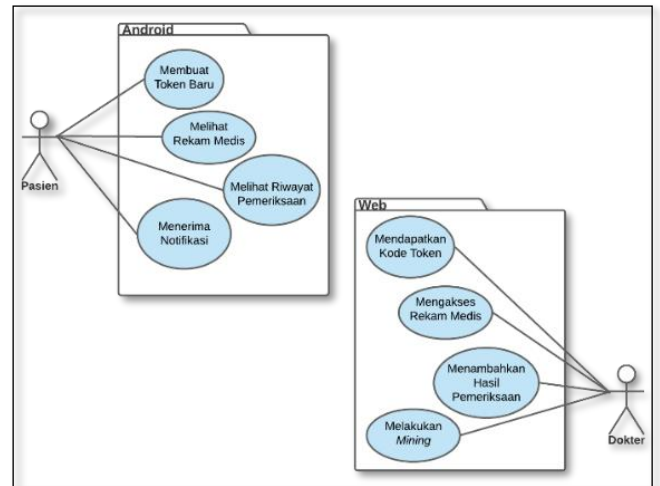 Android
Membuat
Token Baru
Melihat
Rekam Medis
Melihat Riwayat
Pemeriksaan
Menerima
Notifikasi
Pasien
Web
Mendapatkan
Kode Token
Mengakses
Rekam Medis
Menambahkan
Hasil
Pemeriksaan
Melakukan
Mining
Dokter